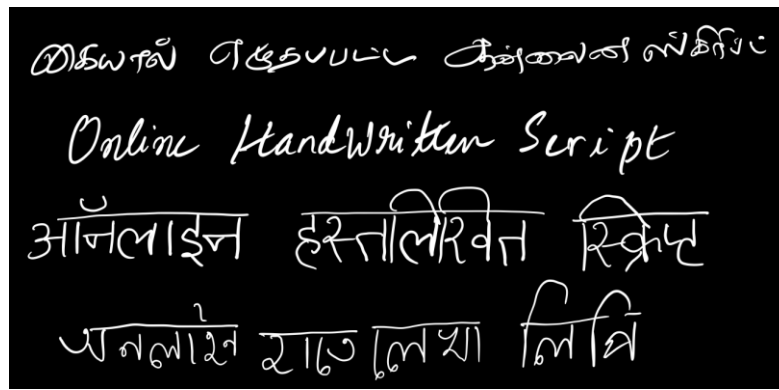 கையால் எழுதப்பட்ட ஆன்லைன் ஸ்கிரிப்ட்
Online Handwritten Script
ऑनलाइन हस्तलिखित स्क्रिप्ट
অনলাইন হাতে লেখা লিপি